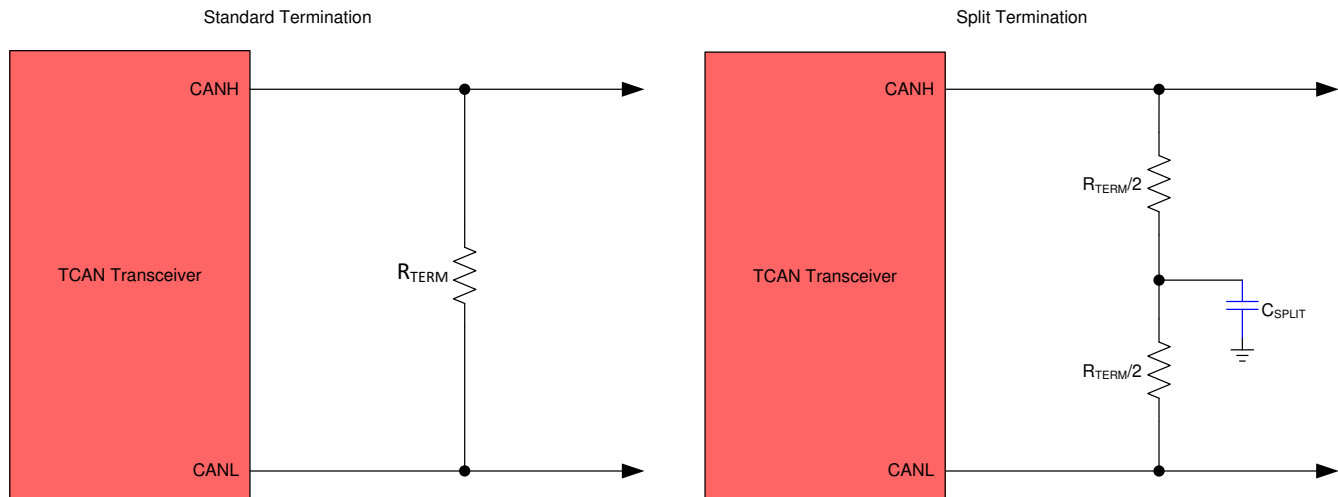 Standard Termination
CANH
TCAN Transceiver
RTERM
CANL
Split Termination
CANH
RTERM/2
TCAN Transceiver
CSPLIT
RTERM/2
CANL